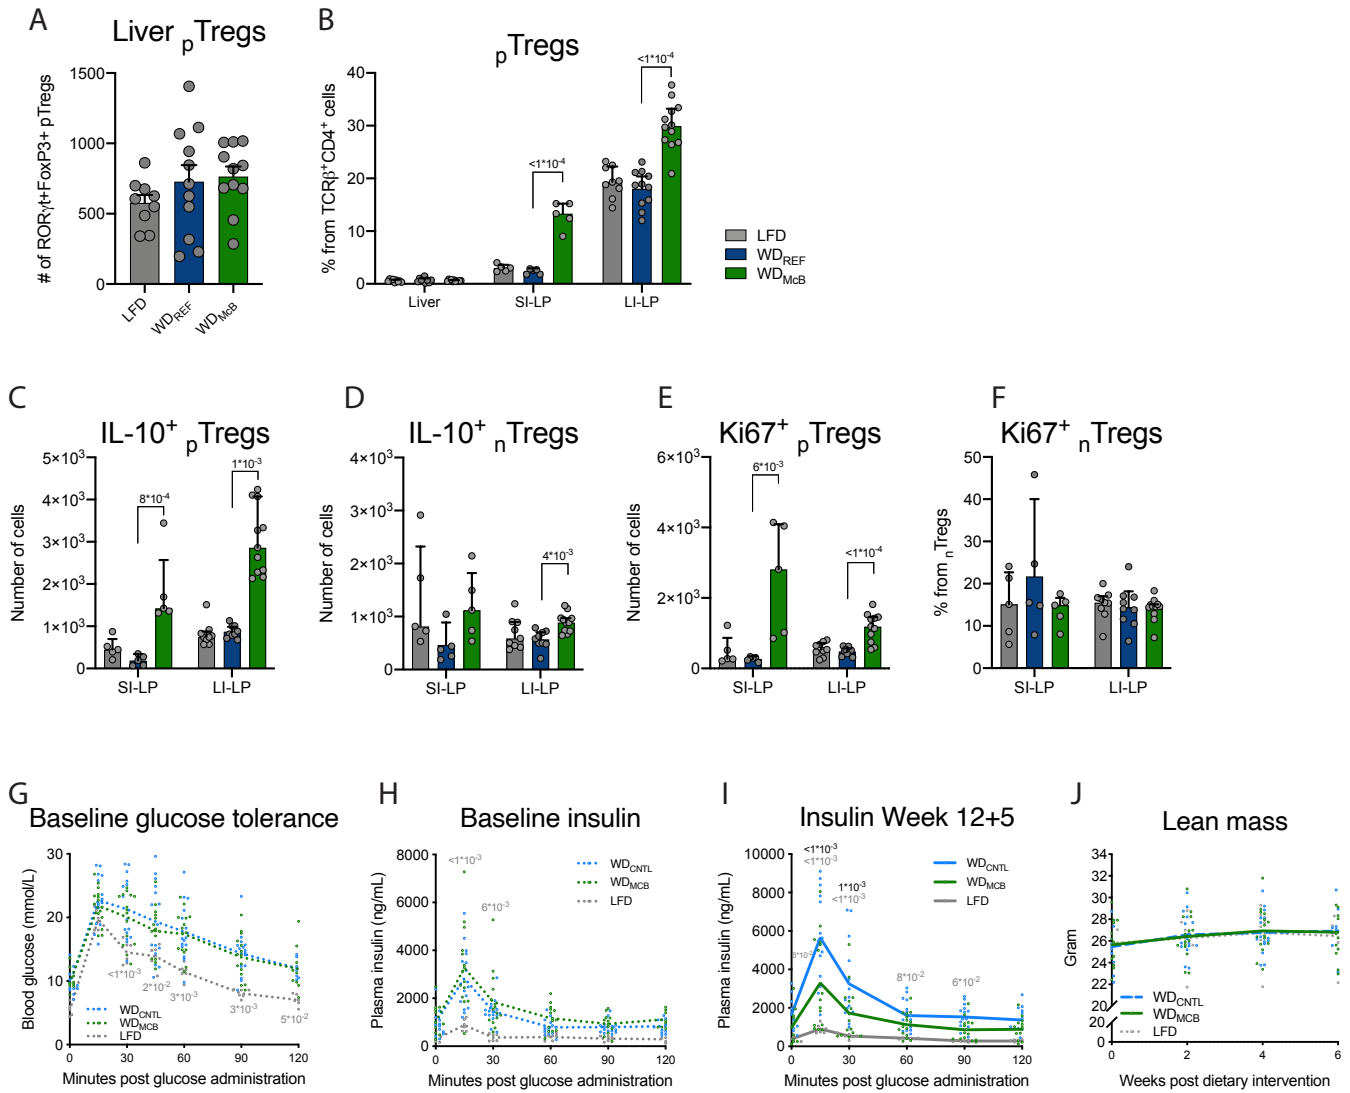 A
Liver pTregs
# of RORγt+FoxP3+ pTregs
1500
1000
500
0
LFD
WDREF
WDMcB
B
pTregs
% from TCRβ+CD4+ cells
40
30
20
10
0
<1*10-4
<1*10-4
Liver
SI-LP
LI-LP
LFD
WDREF
WDMcB
C
IL-10+ pTregs
Number of cells
5×10³
4×10³
3×10³
2×10³
1×10³
0
8*10-4
1*10-3
SI-LP
LI-LP
D
IL-10+ nTregs
Number of cells
4×10³
3×10³
2×10³
1×10³
0
4*10-3
SI-LP
LI-LP
E
Ki67+ pTregs
Number of cells
6×10³
4×10³
2×10³
0
6*10-3
<1*10-4
SI-LP
LI-LP
F
Ki67+ nTregs
% from nTregs
50
40
30
20
10
0
SI-LP
LI-LP
G
Baseline glucose tolerance
Blood glucose (mmol/L)
30
20
10
0
<1*10-3
2*10-2
3*10-3
3*10-3
5*10-2
WDCNTL
WDMCB
LFD
0
30
60
90
120
Minutes post glucose administration
H
Baseline insulin
Plasma insulin (ng/mL)
8000
6000
4000
2000
0
<1*10-3
6*10-3
WDCNTL
WDMCB
LFD
0
30
60
90
120
Minutes post glucose administration
I
Insulin Week 12+5
Plasma insulin (ng/mL)
10000
8000
6000
4000
2000
0
<1*10-3
<1*10-3
1*10-3
<1*10-3
8*10-2
6*10-2
WDCNTL
WDMCB
LFD
0
30
60
90
120
Minutes post glucose administration
J
Lean mass
Gram
34
32
30
28
26
24
22
20
20
0
WDCNTL
WDMCB
LFD
0
2
4
6
Weeks post dietary intervention